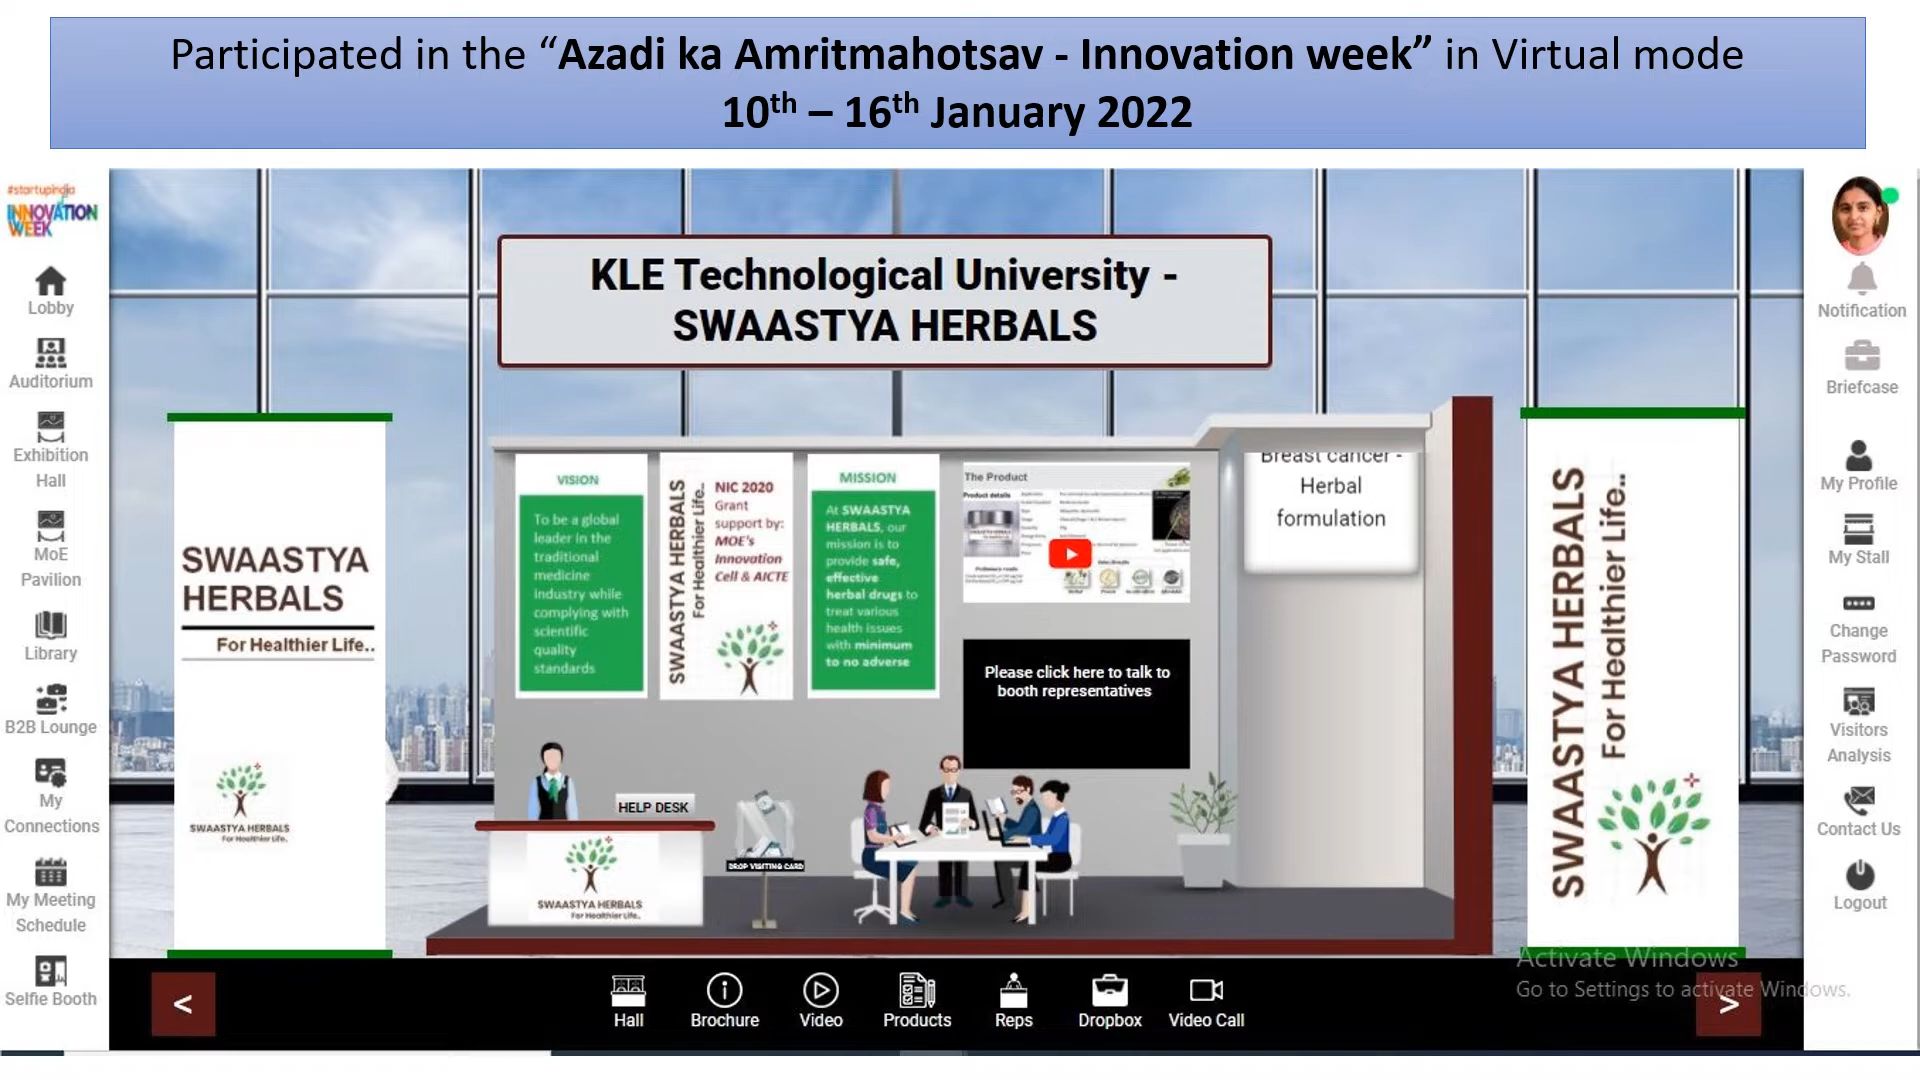 Participated in the “Azadi ka Amritmahotsav - Innovation week” in Virtual mode
10th – 16th January 2022
#startupindia
INNOVATION
WEEK
Lobby
Auditorium
Exhibition
Hall
MoE
Pavilion
Library
B2B Lounge
My
Connections
My Meeting
Schedule
Selfie Booth
KLE Technological University -
SWAASTYA HERBALS
SWAASTYA
HERBALS
For Healthier Life..
SWAASTYA HERBALS
For Healthier Life..
VISION
To be a global
leader in the
traditional
medicine
industry while
complying with
scientific
quality
standards
SWAASTYA HERBALS
For Healthier Life..
NIC 2020
Grant
support by:
MOE's
Innovation
Cell & AICTE
MISSION
At SWAASTYA
HERBALS, our
mission is to
provide safe,
effective
herbal drugs to
treat various
health issues
with minimum
to no adverse
The Product
Product details
Please click here to talk to
booth representatives
Breast cancer -
Herbal
formulation
HELP DESK
DROP VISITING CARD
SWAASTYA HERBALS
For Healthier Life..
SWAASTYA HERBALS
For Healthier Life..
Notification
Briefcase
My Profile
My Stall
Change
Password
Visitors
Analysis
Contact Us
Logout
Activate Windows
Go to Settings to activate Windows.
<
Hall
Brochure
Video
Products
Reps
Dropbox
Video Call
>